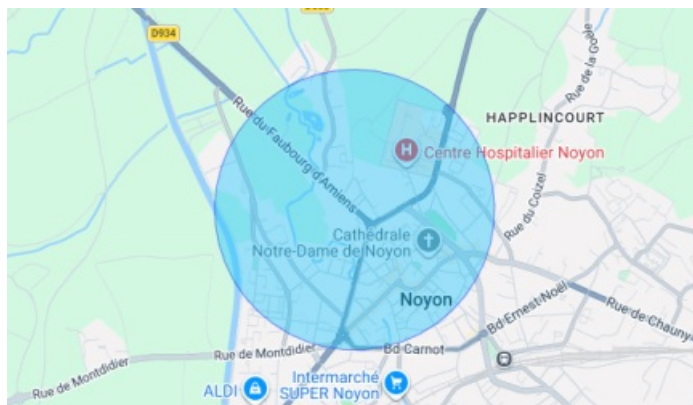 D934
Rue de la Goele
Rue du Faubourg d'Amiens
HAPPLINCOURT
H
Centre Hospitalier Noyon
Rue du Coizel
Cathédrale
Notre-Dame de Noyon
Noyon
Bd Ernest Noël
Rue de Chauny
Bd Carnot
Rue de Montdidier
Rue de Montdidier
Intermarché
SUPER Noyon
ALDI